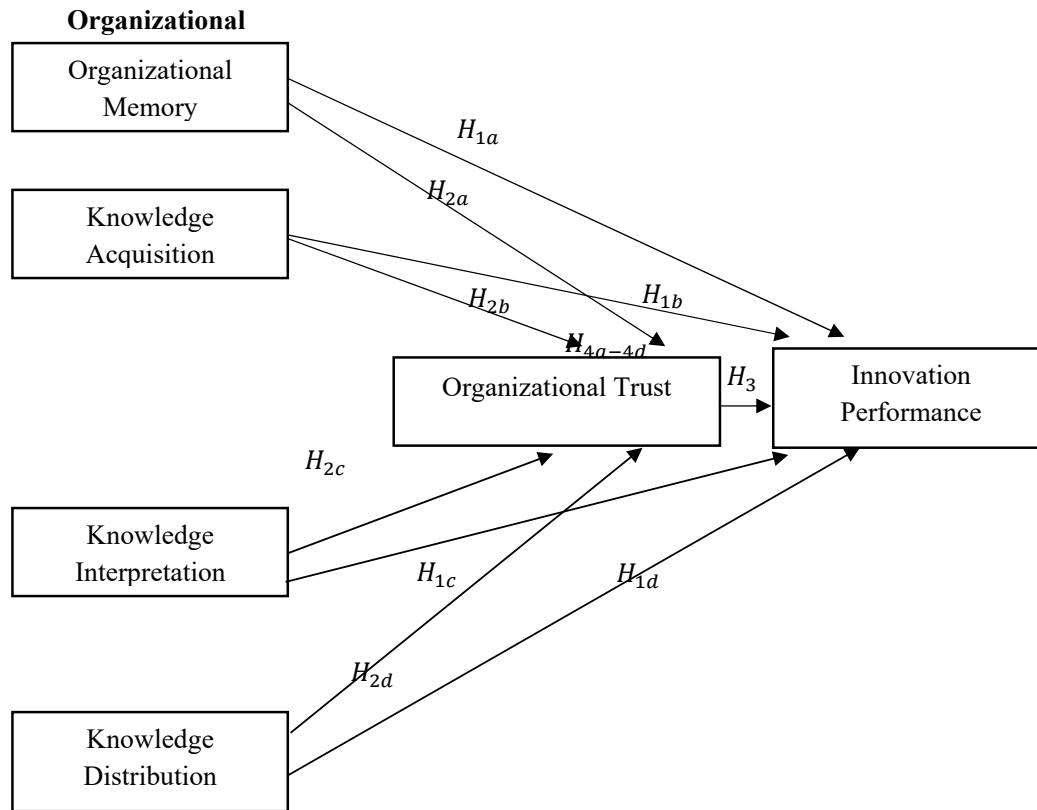 Organizational
Organizational
Memory
H1a
H2a
Knowledge
Acquisition
H2b
H1b
H4a−4d
Organizational Trust
H3
Innovation
Performance
H2c
Knowledge
Interpretation
H1c
H1d
H2d
Knowledge
Distribution